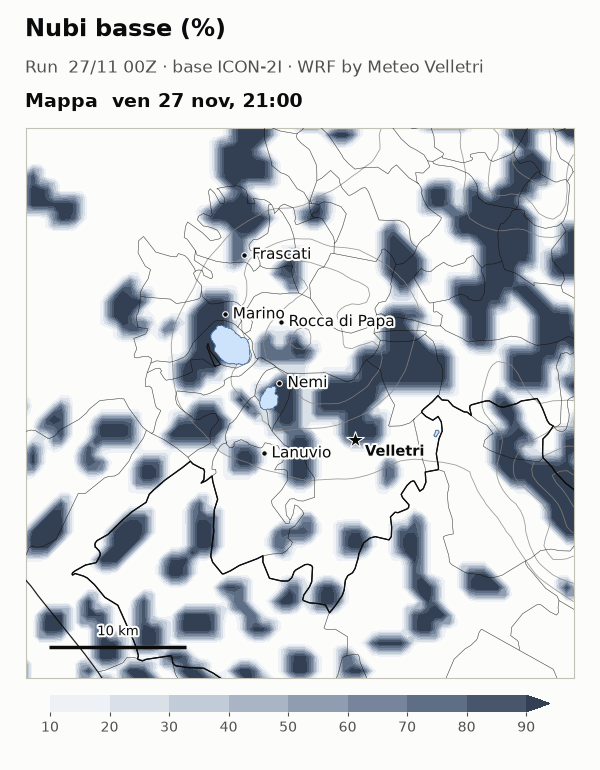 Nubi basse (%)
Run  27/11 00Z · base ICON-2I · WRF by Meteo Velletri
Mappa  ven 27 nov, 21:00
Frascati
Marino
Rocca di Papa
Nemi
Velletri
Lanuvio
10 km
10 20 30 40 50 60 70 80 90